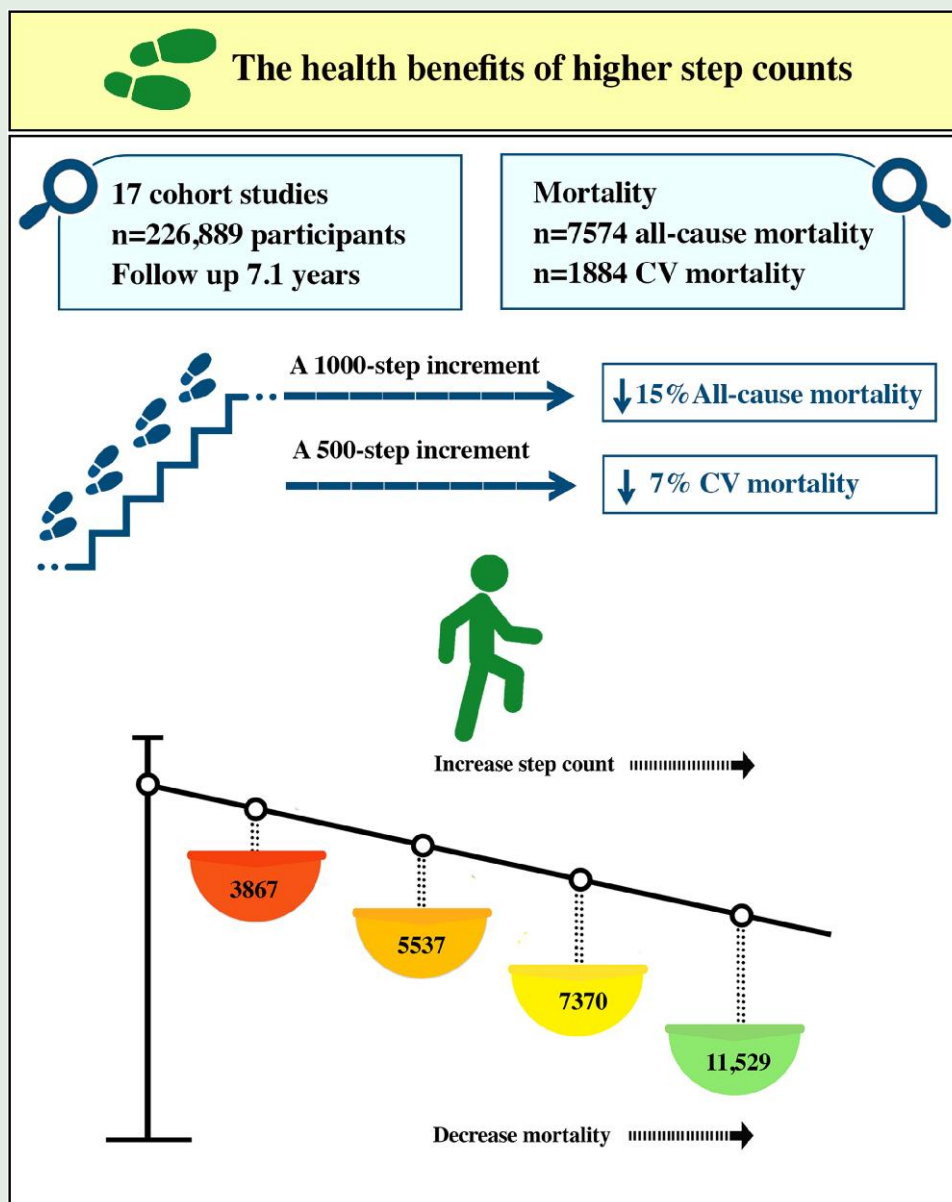 The health benefits of higher step counts
17 cohort studies
n=226,889 participants
Follow up 7.1 years
Mortality
n=7574 all-cause mortality
n=1884 CV mortality
A 1000-step increment
↓ 15% All-cause mortality
A 500-step increment
↓ 7% CV mortality
Increase step count
3867
5537
7370
11,529
Decrease mortality